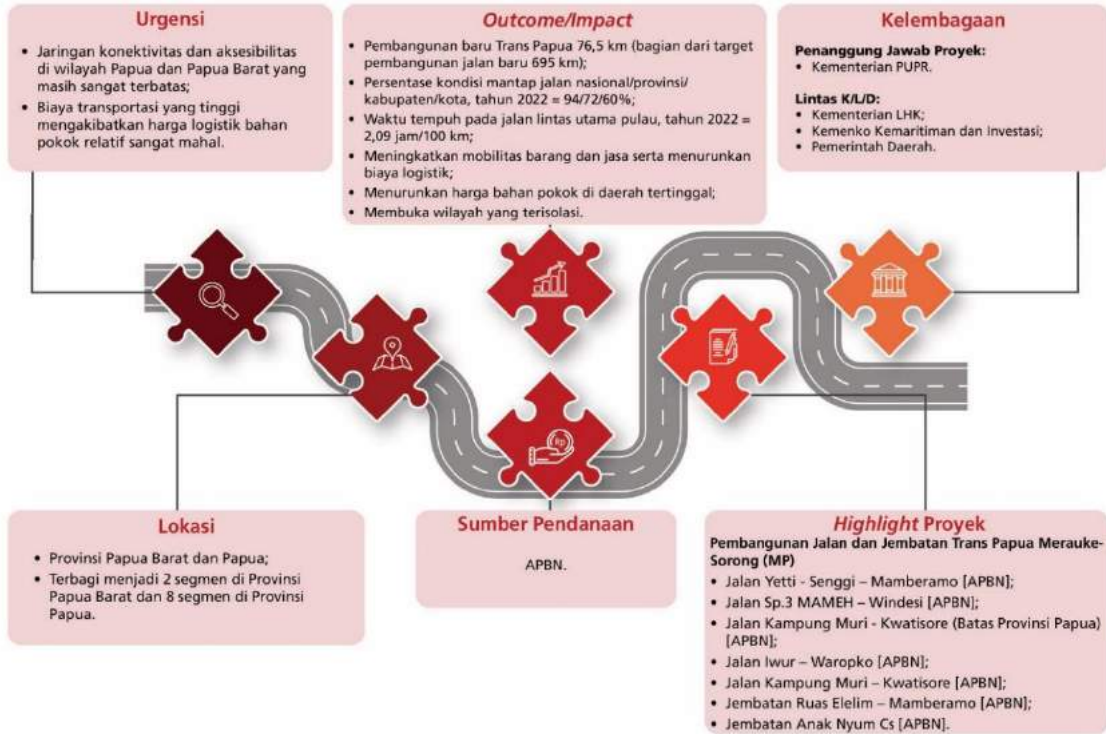 Urgensi
• Jaringan konektivitas dan aksesibilitas
di wilayah Papua dan Papua Barat yang
masih sangat terbatas;
• Biaya transportasi yang tinggi
mengakibatkan harga logistik bahan
pokok relatif sangat mahal.
Outcome/Impact
• Pembangunan baru Trans Papua 76,5 km (bagian dari target
pembangunan jalan baru 695 km);
• Persentase kondisi mantap jalan nasional/provinsi/
kabupaten/kota, tahun 2022 = 94/72/60%;
• Waktu tempuh pada jalan lintas utama pulau, tahun 2022 =
2,09 jam/100 km;
• Meningkatkan mobilitas barang dan jasa serta menurunkan
biaya logistik;
• Menurunkan harga bahan pokok di daerah tertinggal;
• Membuka wilayah yang terisolasi.
Kelembagaan
Penanggung Jawab Proyek:
• Kementerian PUPR.
Lintas K/L/D:
• Kementerian LHK;
• Kemenko Kemaritiman dan Investasi;
• Pemerintah Daerah.
Rp
Lokasi
• Provinsi Papua Barat dan Papua;
• Terbagi menjadi 2 segmen di Provinsi
Papua Barat dan 8 segmen di Provinsi
Papua.
Sumber Pendanaan
APBN.
Highlight Proyek
Pembangunan Jalan dan Jembatan Trans Papua Merauke-
Sorong (MP)
• Jalan Yetti - Senggi – Mamberamo [APBN];
• Jalan Sp.3 MAMEH – Windesi [APBN];
• Jalan Kampung Muri - Kwatisore (Batas Provinsi Papua)
[APBN];
• Jalan Iwur – Waropko [APBN];
• Jalan Kampung Muri – Kwatisore [APBN];
• Jembatan Ruas Elelim – Mamberamo [APBN];
• Jembatan Anak Nyum Cs [APBN].